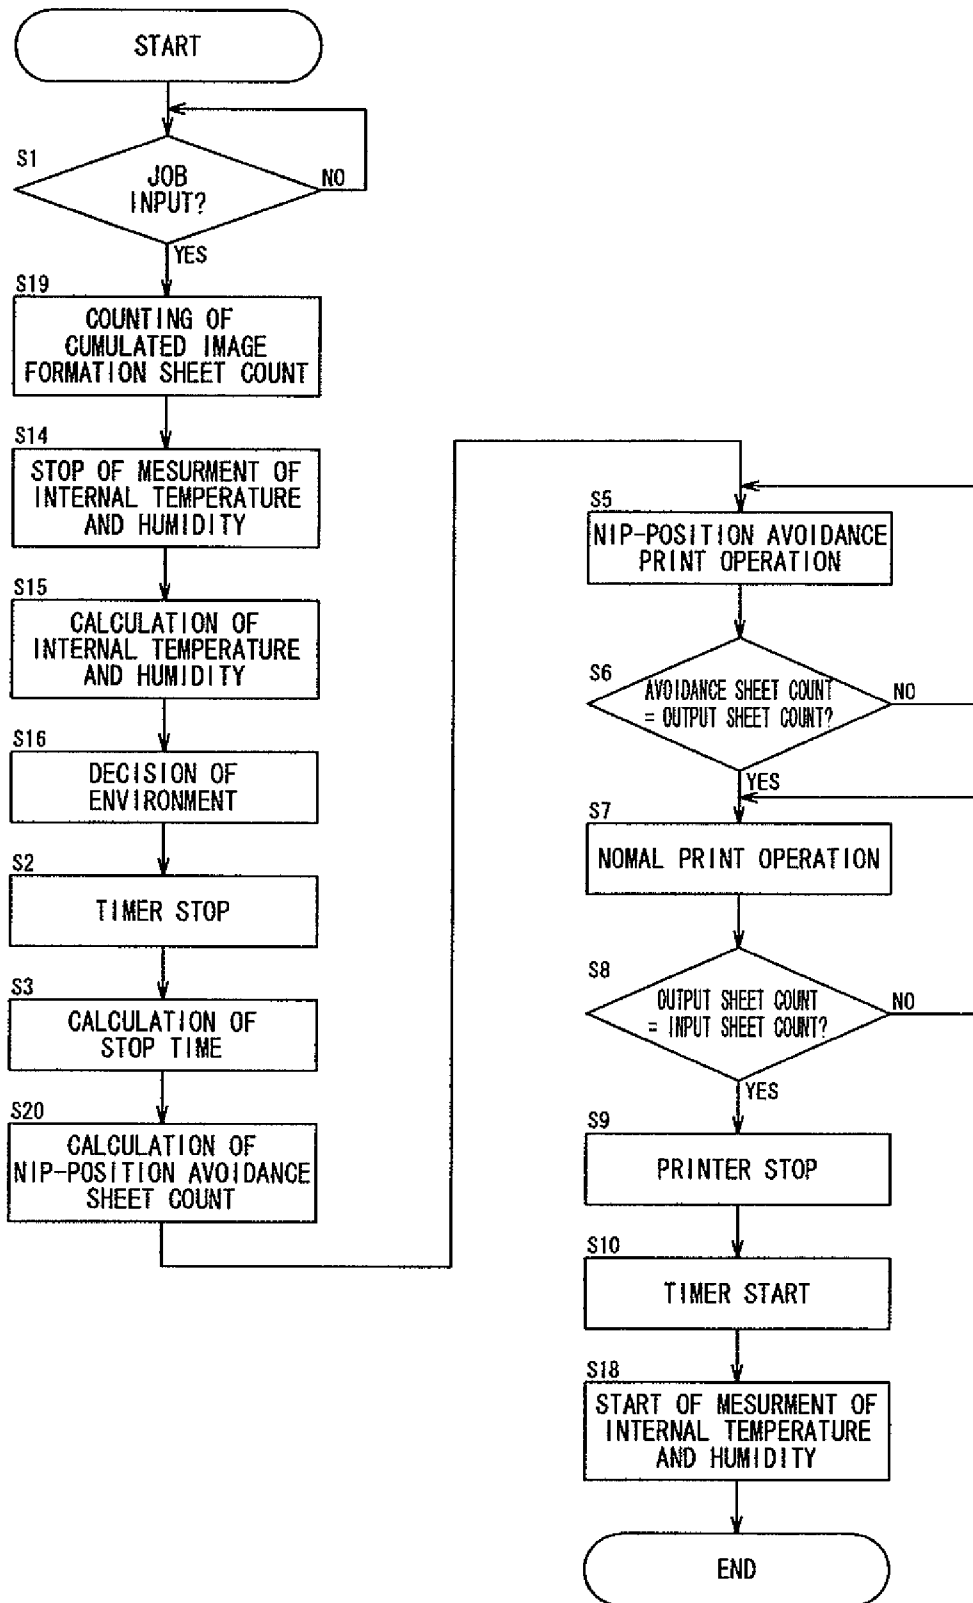 START
S1
JOB
INPUT?
NO
YES
S19
COUNTING OF
CUMULATED IMAGE
FORMATION SHEET COUNT
S14
STOP OF MESURMENT OF
INTERNAL TEMPERATURE
AND HUMIDITY
S15
CALCULATION OF
INTERNAL TEMPERATURE
AND HUMIDITY
S16
DECISION OF
ENVIRONMENT
S2
TIMER STOP
S3
CALCULATION OF
STOP TIME
S20
CALCULATION OF
NIP-POSITION AVOIDANCE
SHEET COUNT
S5
NIP-POSITION AVOIDANCE
PRINT OPERATION
S6
AVOIDANCE SHEET COUNT
= OUTPUT SHEET COUNT?
NO
YES
S7
NOMAL PRINT OPERATION
S8
OUTPUT SHEET COUNT
= INPUT SHEET COUNT?
NO
YES
S9
PRINTER STOP
S10
TIMER START
S18
START OF MESURMENT OF
INTERNAL TEMPERATURE
AND HUMIDITY
END